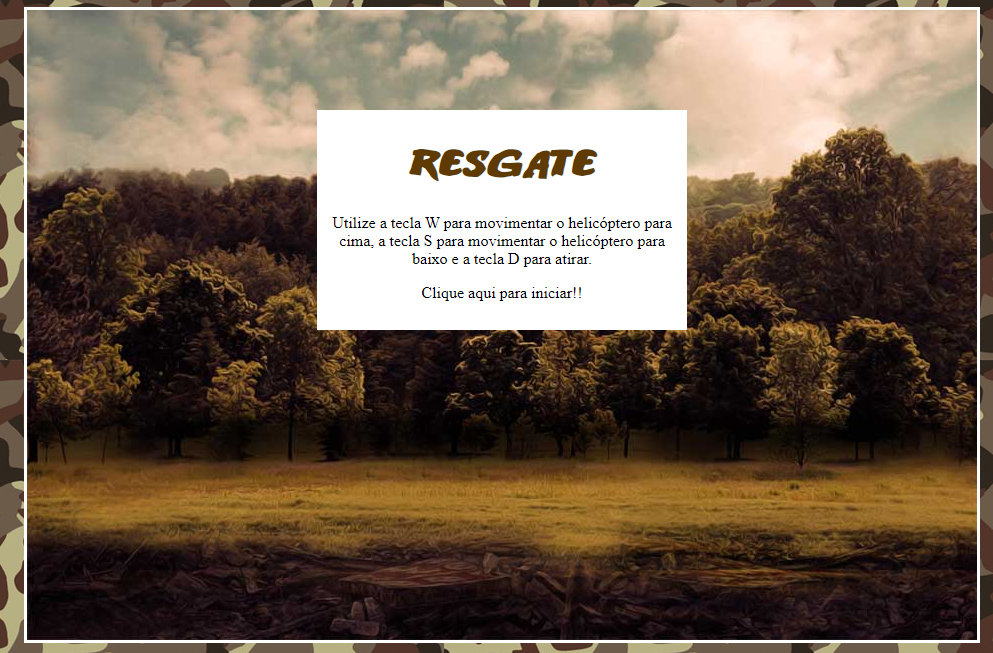 RESGATE
Utilize a tecla W para movimentar o helicóptero para
cima, a tecla S para movimentar o helicóptero para
baixo e a tecla D para atirar.
Clique aqui para iniciar!!